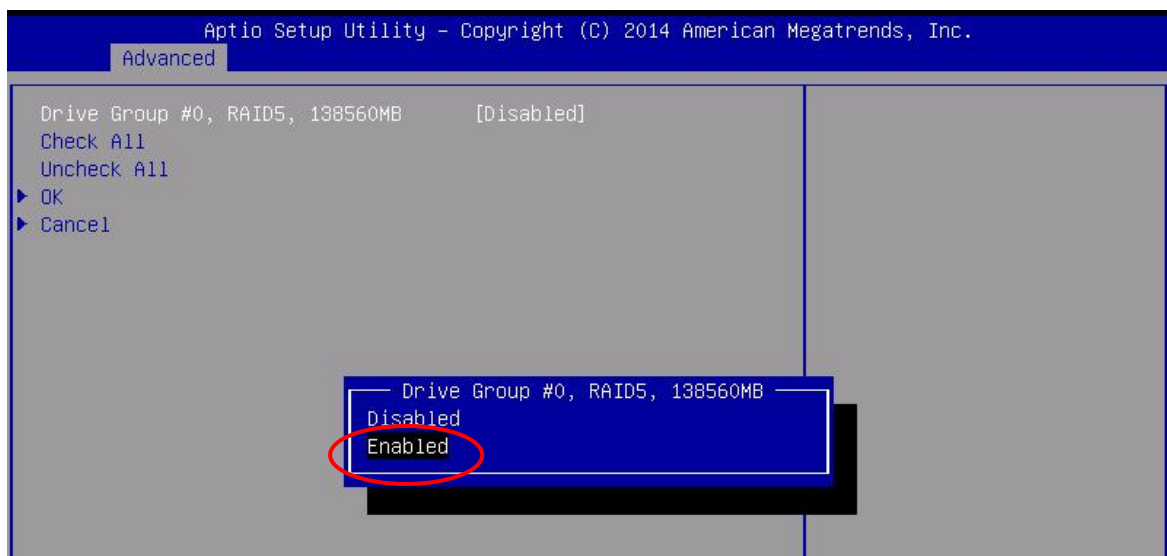 Aptio Setup Utility – Copyright (C) 2014 American Megatrends, Inc.
Advanced
Drive Group #0, RAID5, 138560MB [Disabled]
Check All
Uncheck All
OK
Cancel
Drive Group #0, RAID5, 138560MB
Disabled
Enabled